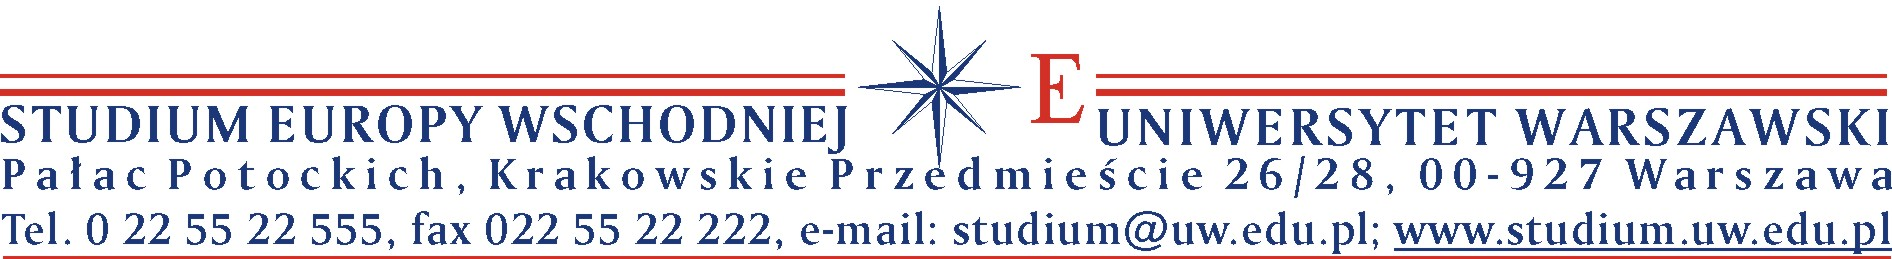 E
STUDIUM EUROPY WSCHODNIEJ UNIWERSYTET WARSZAWSKI
Pałac Potockich, Krakowskie Przedmieście 26/28, 00-927 Warszawa
Tel. 0 22 55 22 555, fax 022 55 22 222, e-mail: studium@uw.edu.pl; www.studium.uw.edu.pl